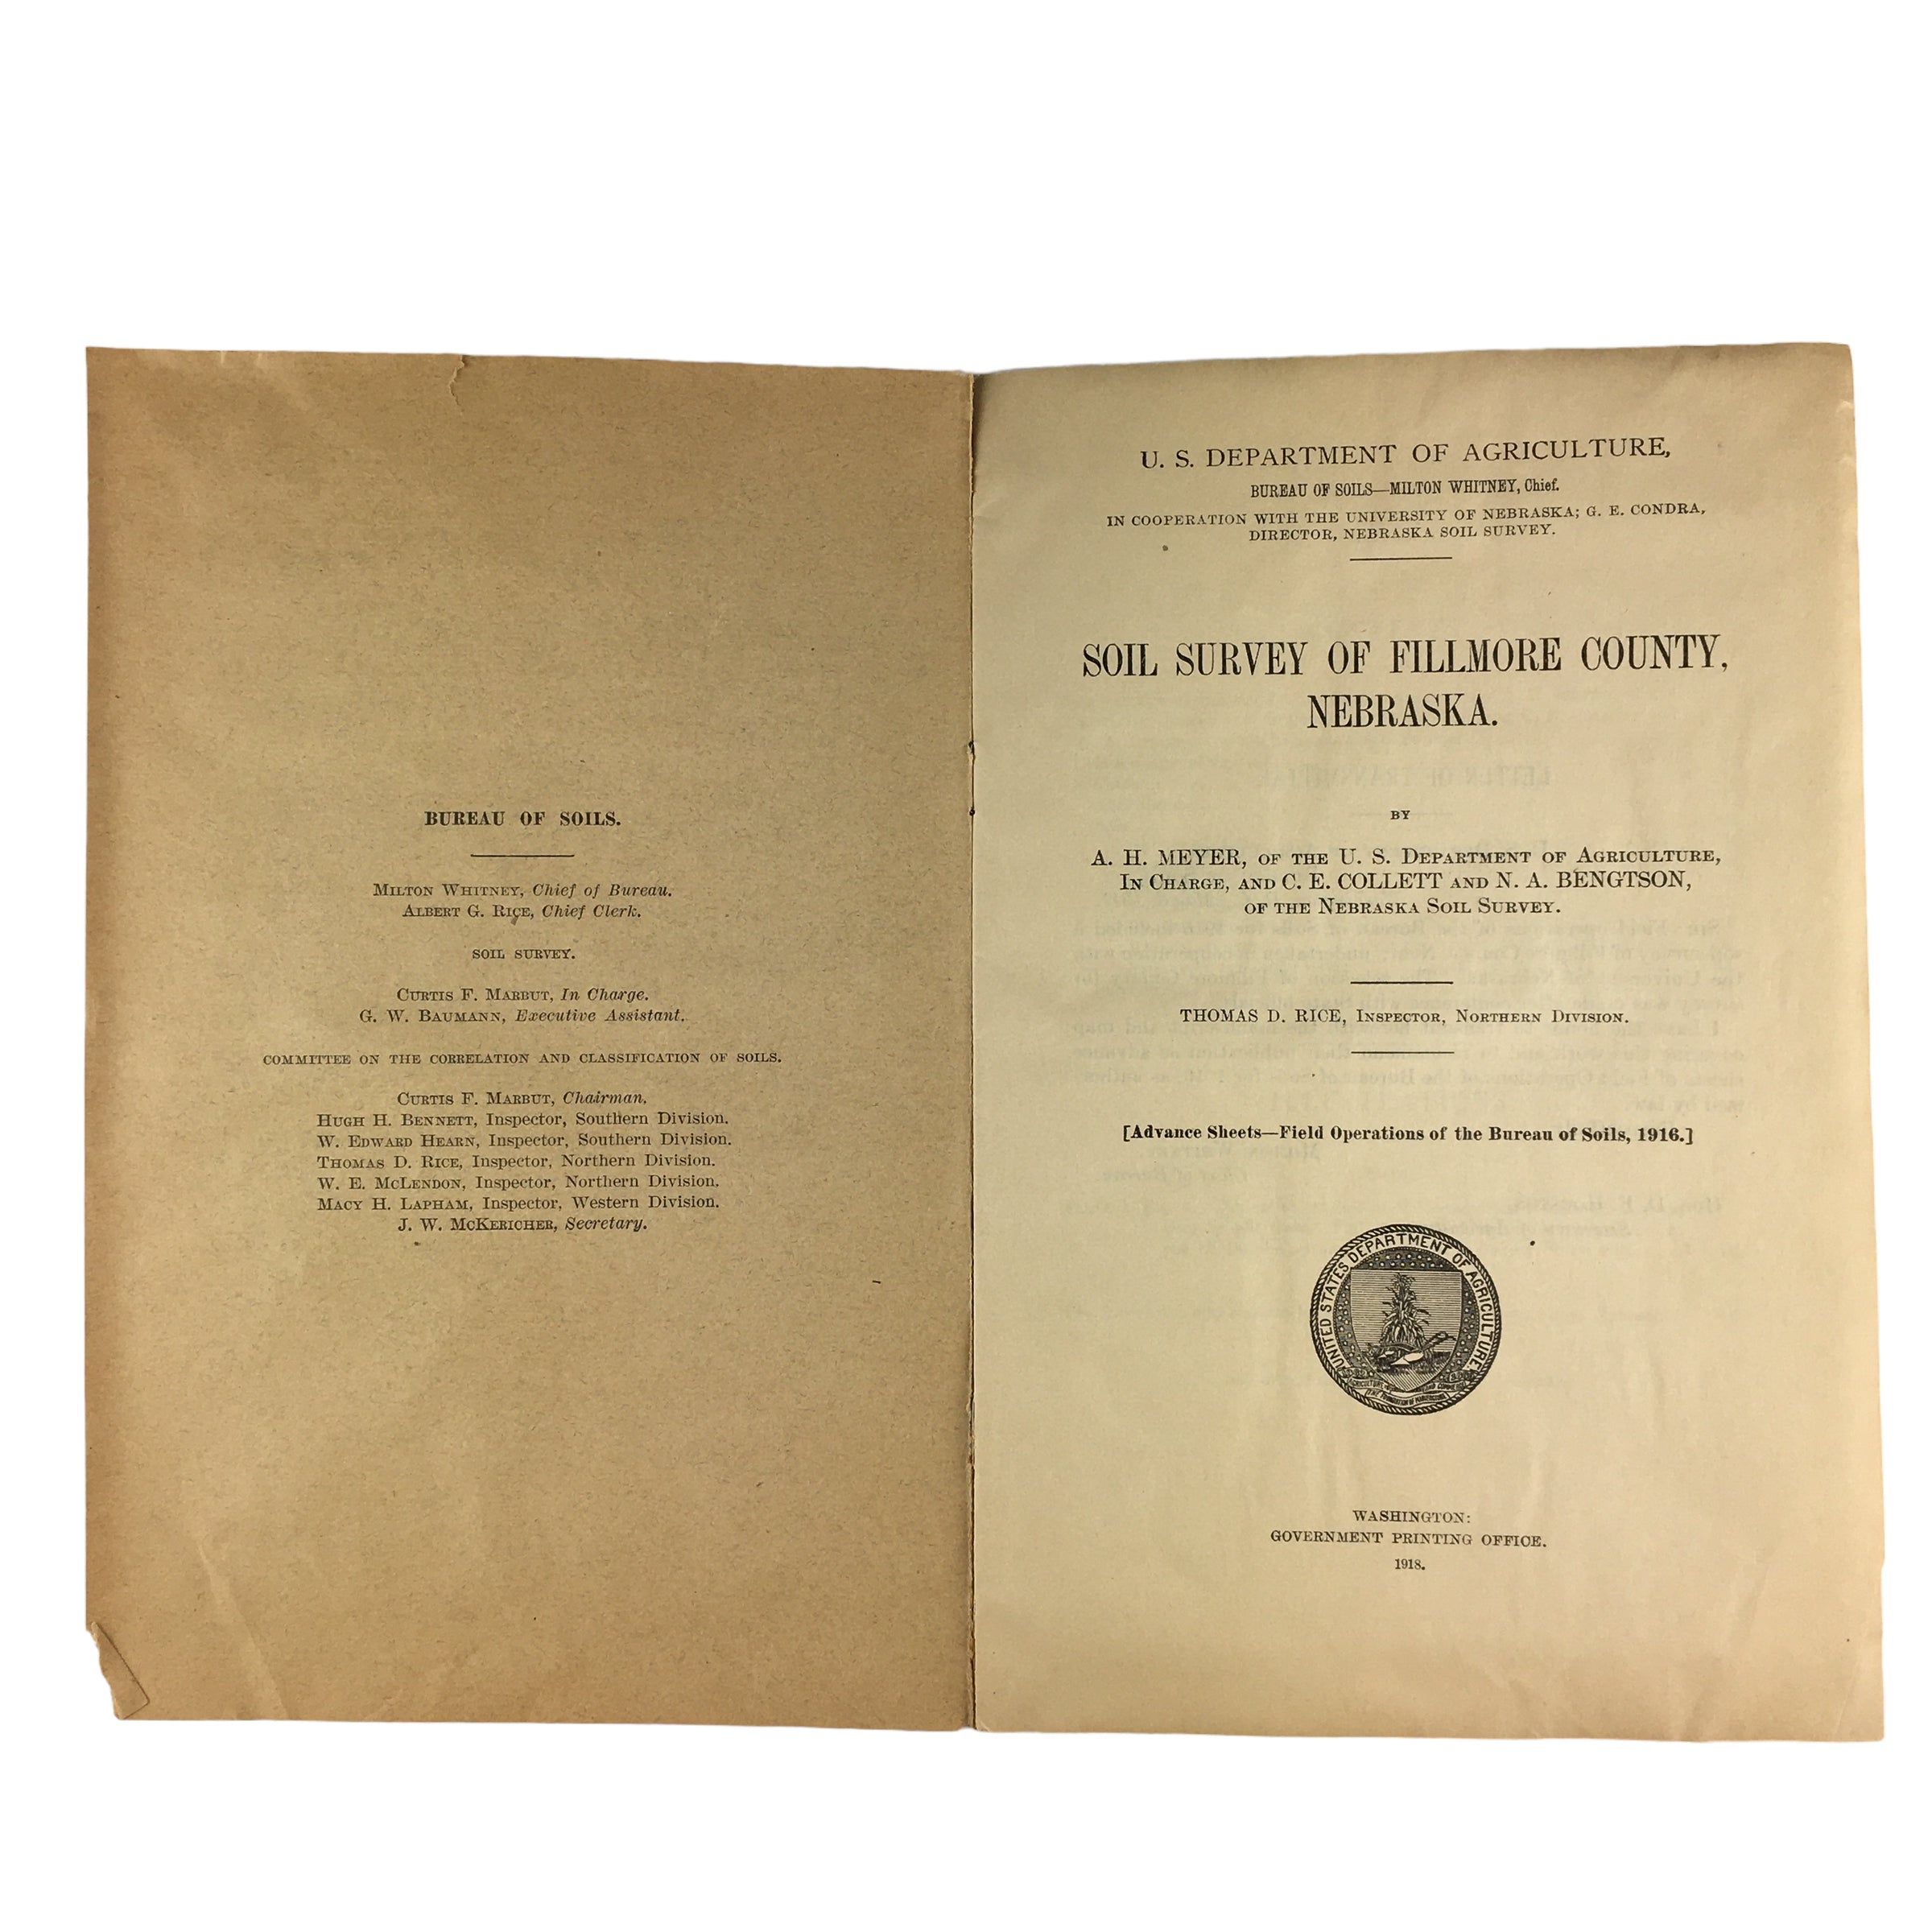 BUREAU OF SOILS.
MILTON WHITNEY, Chief of Bureau.
ALBERT G. RICE, Chief Clerk.
SOIL SURVEY.
CURTIS F. MARBUT, In Charge.
G. W. BAUMANN, Executive Assistant.
COMMITTEE ON THE CORRELATION AND CLASSIFICATION OF SOILS.
CURTIS F. MARBUT, Chairman.
HUGH H. BENNETT, Inspector, Southern Division.
W. EDWARD HEARN, Inspector, Southern Division.
THOMAS D. RICE, Inspector, Northern Division.
W. E. MCLENDON, Inspector, Northern Division.
MACY H. LAPHAM, Inspector, Western Division.
J. W. MCKERICHER, Secretary.
U. S. DEPARTMENT OF AGRICULTURE,
BUREAU OF SOILS—MILTON WHITNEY, Chief.
IN COOPERATION WITH THE UNIVERSITY OF NEBRASKA; G. E. CONDRA,
DIRECTOR, NEBRASKA SOIL SURVEY.
SOIL SURVEY OF FILLMORE COUNTY,
NEBRASKA.
BY
A. H. MEYER, OF THE U. S. DEPARTMENT OF AGRICULTURE,
IN CHARGE, AND C. E. COLLETT AND N. A. BENGTSON,
OF THE NEBRASKA SOIL SURVEY.
THOMAS D. RICE, INSPECTOR, NORTHERN DIVISION.
[Advance Sheets—Field Operations of the Bureau of Soils, 1916.]
UNITED STATES DEPARTMENT OF AGRICULTURE.
WASHINGTON:
GOVERNMENT PRINTING OFFICE.
1918.